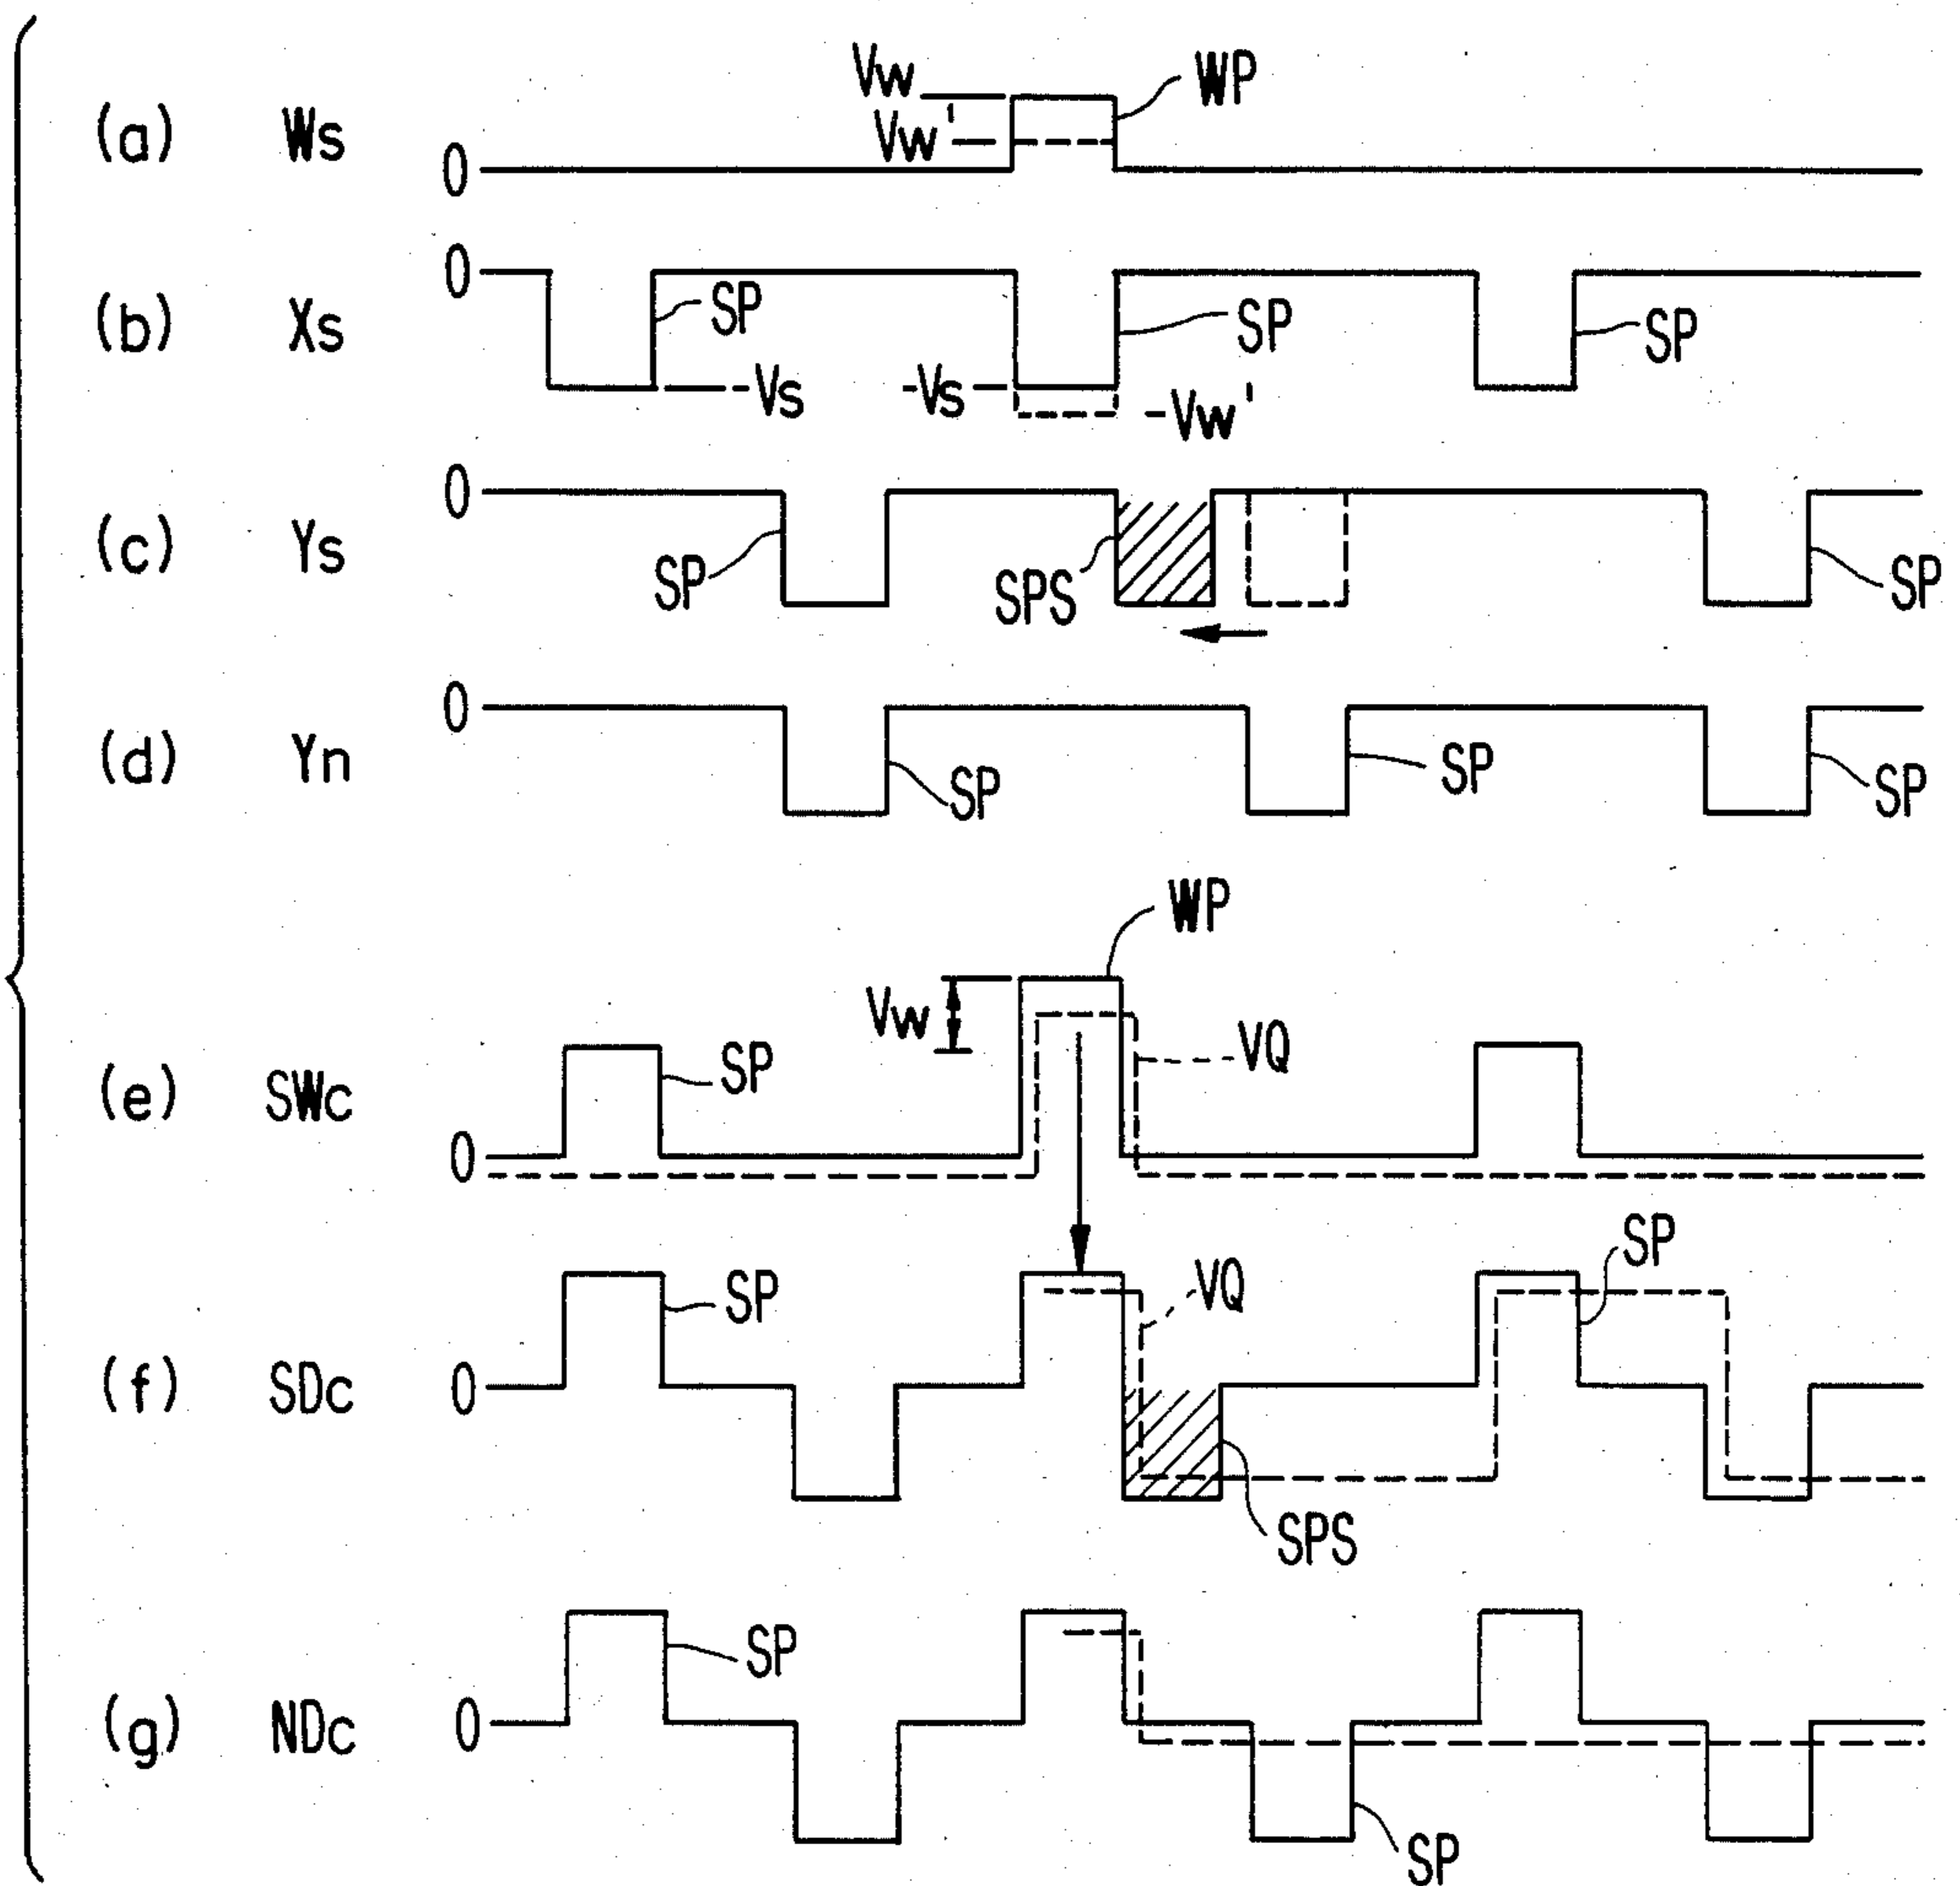 Vw WP
(a) Ws Vw'
0
0
(b) Xs SP SP SP
-Vs -Vs -Vw'
0
(c) Ys SP SPS SP
0
(d) Yn SP SP SP
WP
Vw VQ
(e) SWc SP
0
SP
SP VQ
(f) SDc 0
SPS
SP
(g) NDc 0
SP